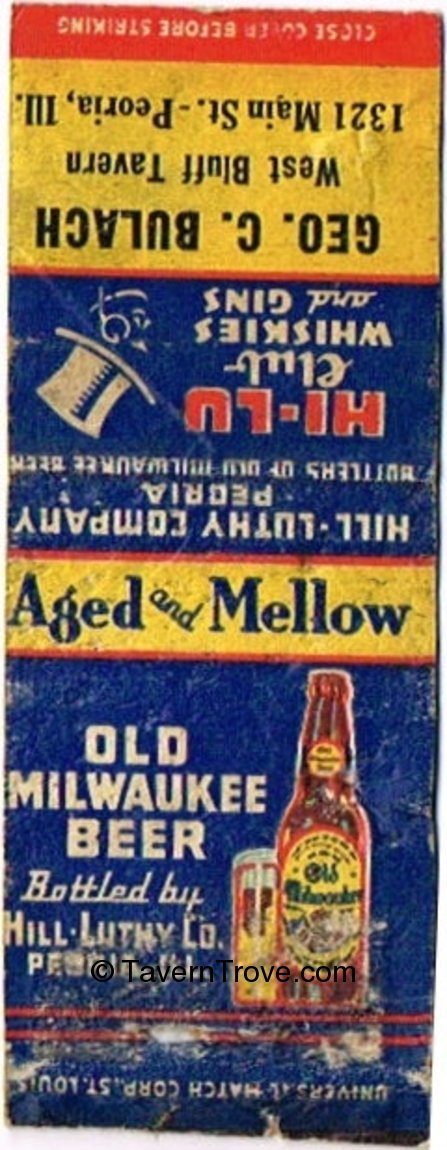 CLOSE COVER BEFORE STRIKING
GEO. C. BULACH
West Bluff Tavern
1321 Main St. - Peoria, Ill.
HI-LU
Club
WHISKIES
and GINS
HILL-LUTHY COMPANY
PEORIA
BOTTLERS OF OLD MILWAUKEE BEER
Aged and Mellow
OLD
MILWAUKEE
BEER
Bottled by
HILL-LUTHY CO.
Old
Milwaukee
© TavernTrove.com
UNIVERSAL MATCH CORP., ST. LOUIS